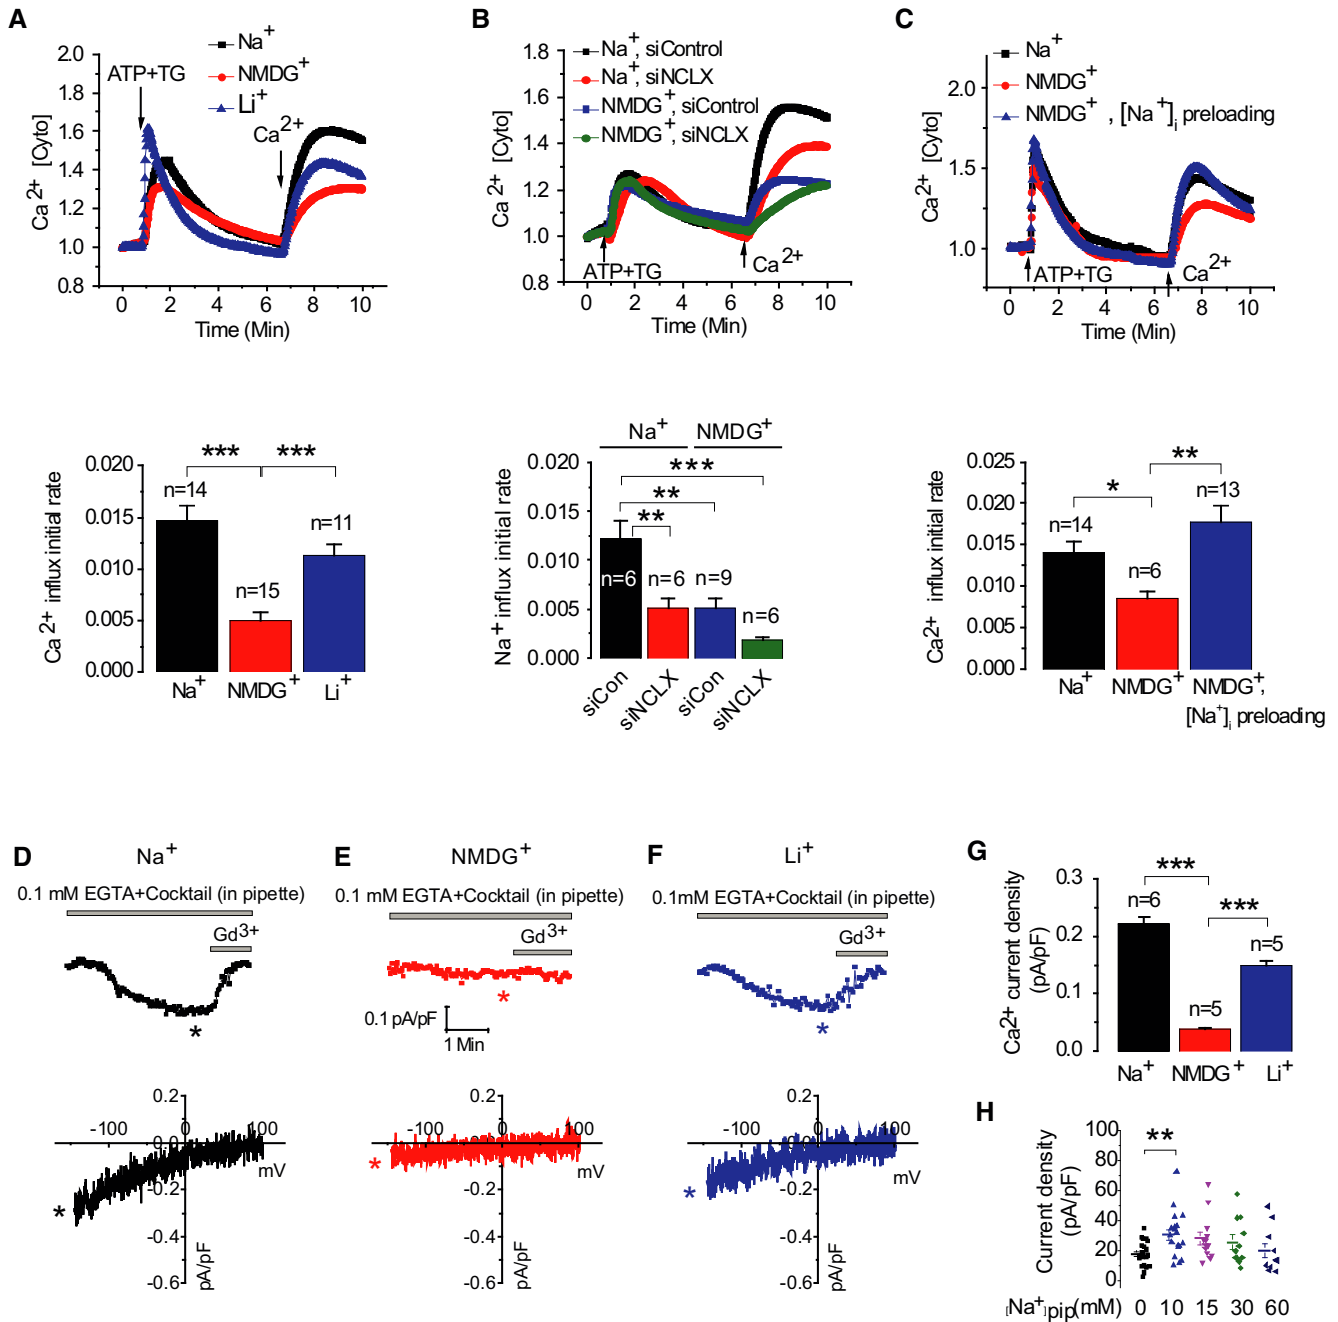 A
Na+
NMDG+
Li+
ATP+TG
Ca2+
Ca 2+ [Cyto]
2.0
1.8
1.6
1.4
1.2
1.0
0.8
0 2 4 6 8 10
Time (Min)
B
Na+, siControl
Na+, siNCLX
NMDG+, siControl
NMDG+, siNCLX
Ca 2+ [Cyto]
1.8
1.6
1.4
1.2
1.0
0.8
ATP+TG
Ca2+
0 2 4 6 8 10
Time (Min)
C
Na+
NMDG+
NMDG+ , [Na+]i preloading
Ca2+ [Cyto]
2.0
1.5
1.0
ATP+TG
Ca2+
0 2 4 6 8 10
Time (Min)
Ca 2+ influx initial rate
0.020
0.015
0.010
0.005
0.000
*** ***
n=14
n=15
n=11
Na+ NMDG+ Li+
Na+ influx initial rate
0.020
0.015
0.010
0.005
0.000
Na+ NMDG+
***
**
**
n=6 n=6 n=9 n=6
siCon siNCLX siCon siNCLX
Ca2+ influx initial rate
0.025
0.020
0.015
0.010
0.005
0.000
* **
n=14
n=6
n=13
Na+ NMDG+ NMDG+,
[Na+]i preloading
D
Na+
0.1 mM EGTA+Cocktail (in pipette)
Gd3+
*
0.2
-100 0 100
0.0
mV
-0.2
-0.4
-0.6
pA/pF
*
E
NMDG+
0.1 mM EGTA+Cocktail (in pipette)
Gd3+
*
0.1 pA/pF
1 Min
0.2
-100 0 100
0.0
mV
-0.2
-0.4
-0.6
pA/pF
*
F
Li+
0.1mM EGTA+Cocktail (in pipette)
Gd3+
*
0.2
-100 0 100
0.0
mV
-0.2
-0.4
-0.6
pA/pF
*
G
Ca2+ current density
(pA/pF)
0.3
0.2
0.1
0.0
***
***
n=6
n=5
n=5
Na+ NMDG+ Li+
H
Current density
(pA/pF)
100
80
60
40
20
0
**
[Na+]pip(mM) 0 10 15 30 60